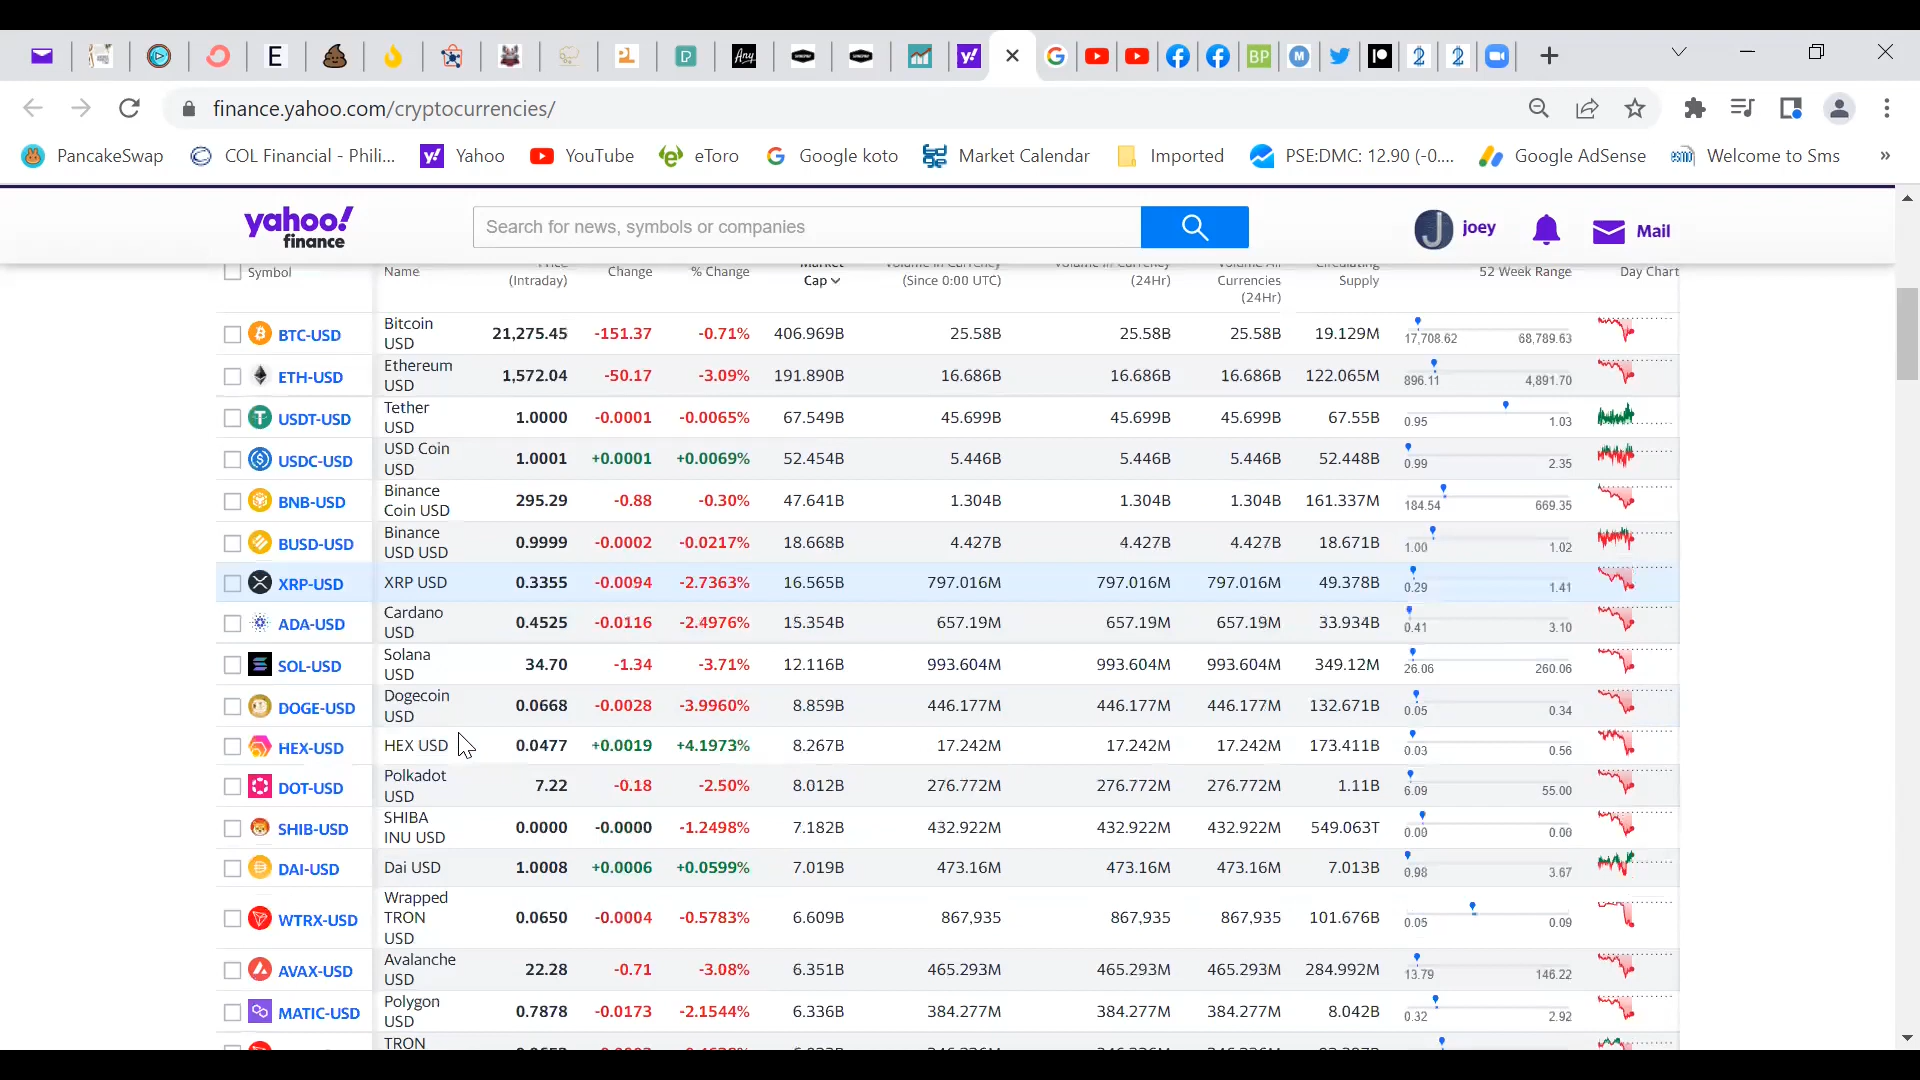 E
Any
BP
M
2
2
finance.yahoo.com/cryptocurrencies/
PancakeSwap
COL Financial - Phili...
Yahoo
YouTube
eToro
Google koto
Market Calendar
Imported
PSE:DMC: 12.90 (-0....
Google AdSense
Welcome to Sms
»
yahoo!
finance
Search for news, symbols or companies
J
joey
Mail
Symbol Name (Intraday) Change % Change Market Cap (Since 0:00 UTC) (24Hr) Currencies (24Hr) Supply 52 Week Range Day Chart
BTC-USD Bitcoin USD 21,275.45 -151.37 -0.71% 406.969B 25.58B 25.58B 25.58B 19.129M 17,708.62 68,789.63
ETH-USD Ethereum USD 1,572.04 -50.17 -3.09% 191.890B 16.686B 16.686B 16.686B 122.065M 896.11 4,891.70
USDT-USD Tether USD 1.0000 -0.0001 -0.0065% 67.549B 45.699B 45.699B 45.699B 67.55B 0.95 1.03
USDC-USD USD Coin USD 1.0001 +0.0001 +0.0069% 52.454B 5.446B 5.446B 5.446B 52.448B 0.99 2.35
BNB-USD Binance Coin USD 295.29 -0.88 -0.30% 47.641B 1.304B 1.304B 1.304B 161.337M 184.54 669.35
BUSD-USD Binance USD USD 0.9999 -0.0002 -0.0217% 18.668B 4.427B 4.427B 4.427B 18.671B 1.00 1.02
XRP-USD XRP USD 0.3355 -0.0094 -2.7363% 16.565B 797.016M 797.016M 797.016M 49.378B 0.29 1.41
ADA-USD Cardano USD 0.4525 -0.0116 -2.4976% 15.354B 657.19M 657.19M 657.19M 33.934B 0.41 3.10
SOL-USD Solana USD 34.70 -1.34 -3.71% 12.116B 993.604M 993.604M 993.604M 349.12M 26.06 260.06
DOGE-USD Dogecoin USD 0.0668 -0.0028 -3.9960% 8.859B 446.177M 446.177M 446.177M 132.671B 0.05 0.34
HEX-USD HEX USD 0.0477 +0.0019 +4.1973% 8.267B 17.242M 17.242M 17.242M 173.411B 0.03 0.56
DOT-USD Polkadot USD 7.22 -0.18 -2.50% 8.012B 276.772M 276.772M 276.772M 1.11B 6.09 55.00
SHIB-USD SHIBA INU USD 0.0000 -0.0000 -1.2498% 7.182B 432.922M 432.922M 432.922M 549.063T 0.00 0.00
DAI-USD Dai USD 1.0008 +0.0006 +0.0599% 7.019B 473.16M 473.16M 473.16M 7.013B 0.98 3.67
WTRX-USD Wrapped TRON USD 0.0650 -0.0004 -0.5783% 6.609B 867,935 867,935 867,935 101.676B 0.05 0.09
AVAX-USD Avalanche USD 22.28 -0.71 -3.08% 6.351B 465.293M 465.293M 465.293M 284.992M 13.79 146.22
MATIC-USD Polygon USD 0.7878 -0.0173 -2.1544% 6.336B 384.277M 384.277M 384.277M 8.042B 0.32 2.92
TRON